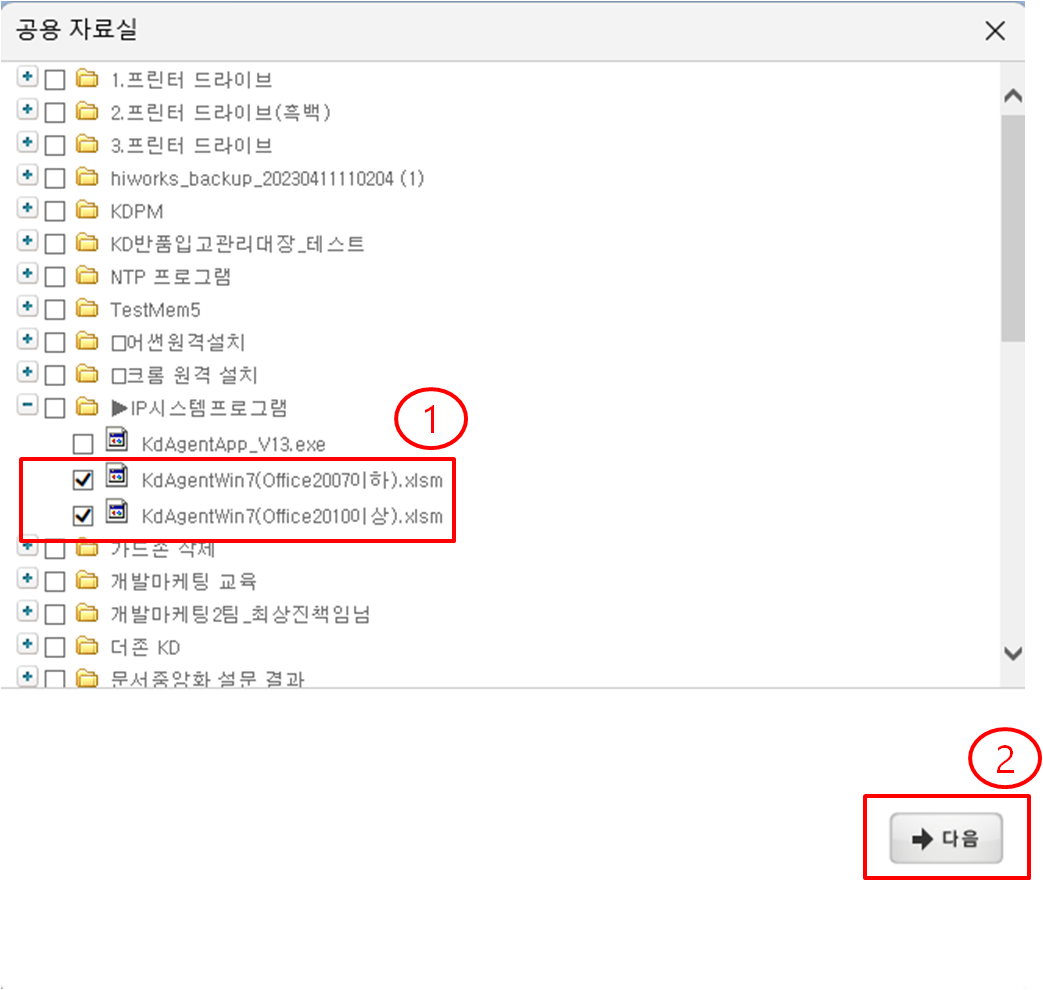 공용 자료실
1.프린터 드라이브
2.프린터 드라이브(흑백)
3.프린터 드라이브
hiworks_backup_20230411110204 (1)
KDPM
KD반품입고관리대장_테스트
NTP 프로그램
TestMem5
□어썬원격설치
□크롬 원격 설치
▶IP시스템프로그램
1
KdAgentApp_V13.exe
KdAgentWin7(Office2007이하).xlsm
KdAgentWin7(Office2010이상).xlsm
가드존 삭제
개발마케팅 교육
개발마케팅2팀_최상진책임님
더존 KD
문서중앙화 설문 결과
2
다음